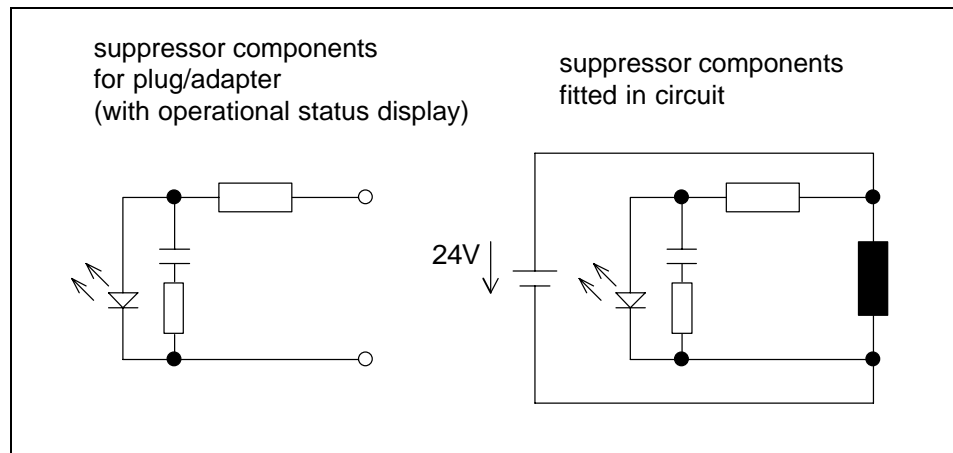 suppressor components
for plug/adapter
(with operational status display)
suppressor components
fitted in circuit
24V